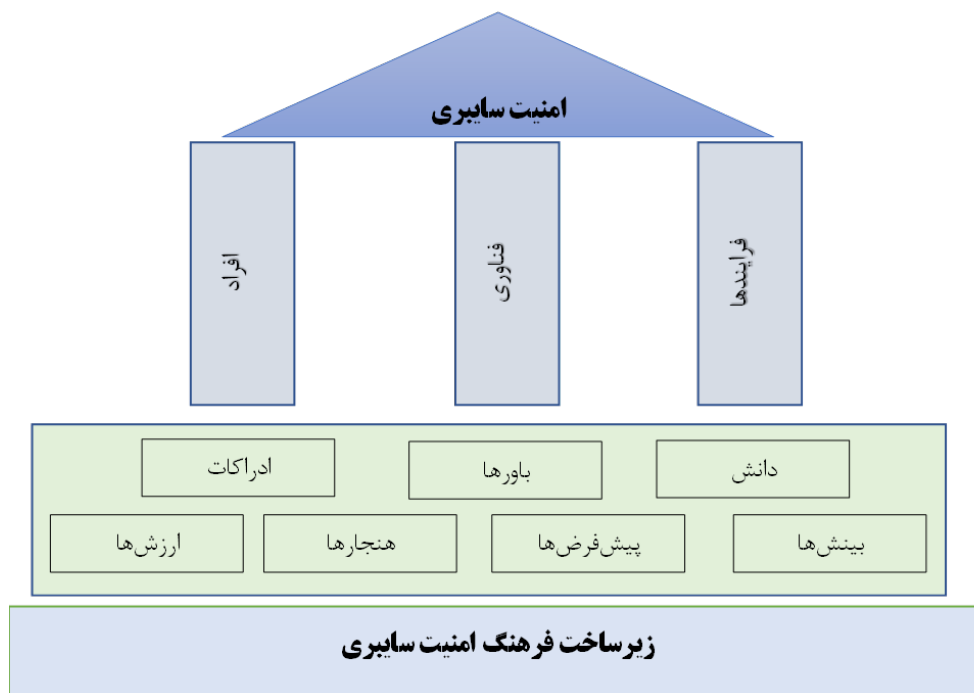 امنیت سایبری
فرایندها
فناوری
افراد
دانش
باورها
ادراکات
بینش‌ها
پیش‌فرض‌ها
هنجارها
ارزش‌ها
زیرساخت فرهنگ امنیت سایبری